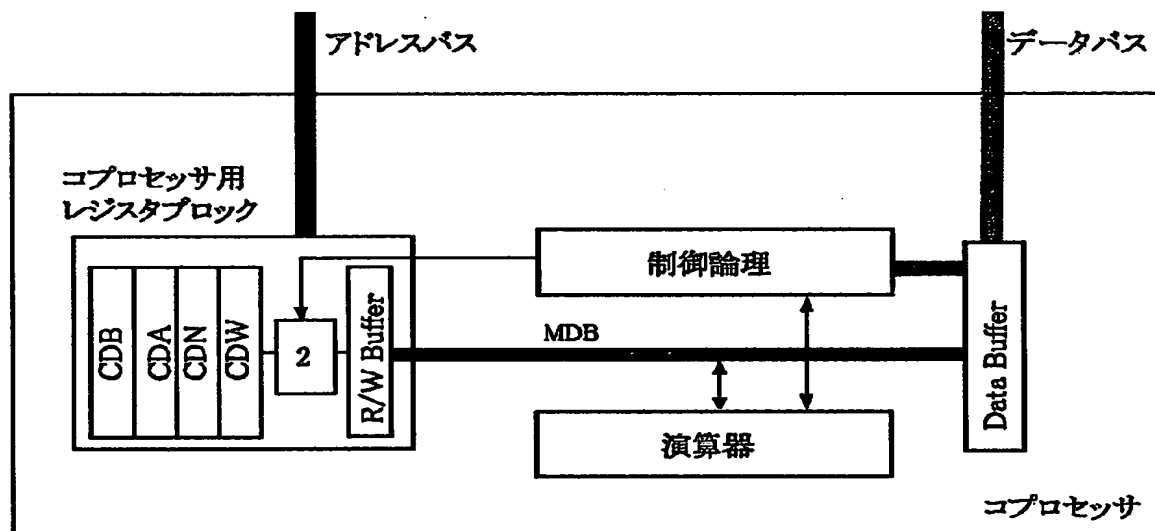 アドレスバス
データバス
コプロセッサ用
レジスタブロック
制御論理
CDB
CDA
CDN
CDW
2
R/W Buffer
MDB
Data Buffer
演算器
コプロセッサ